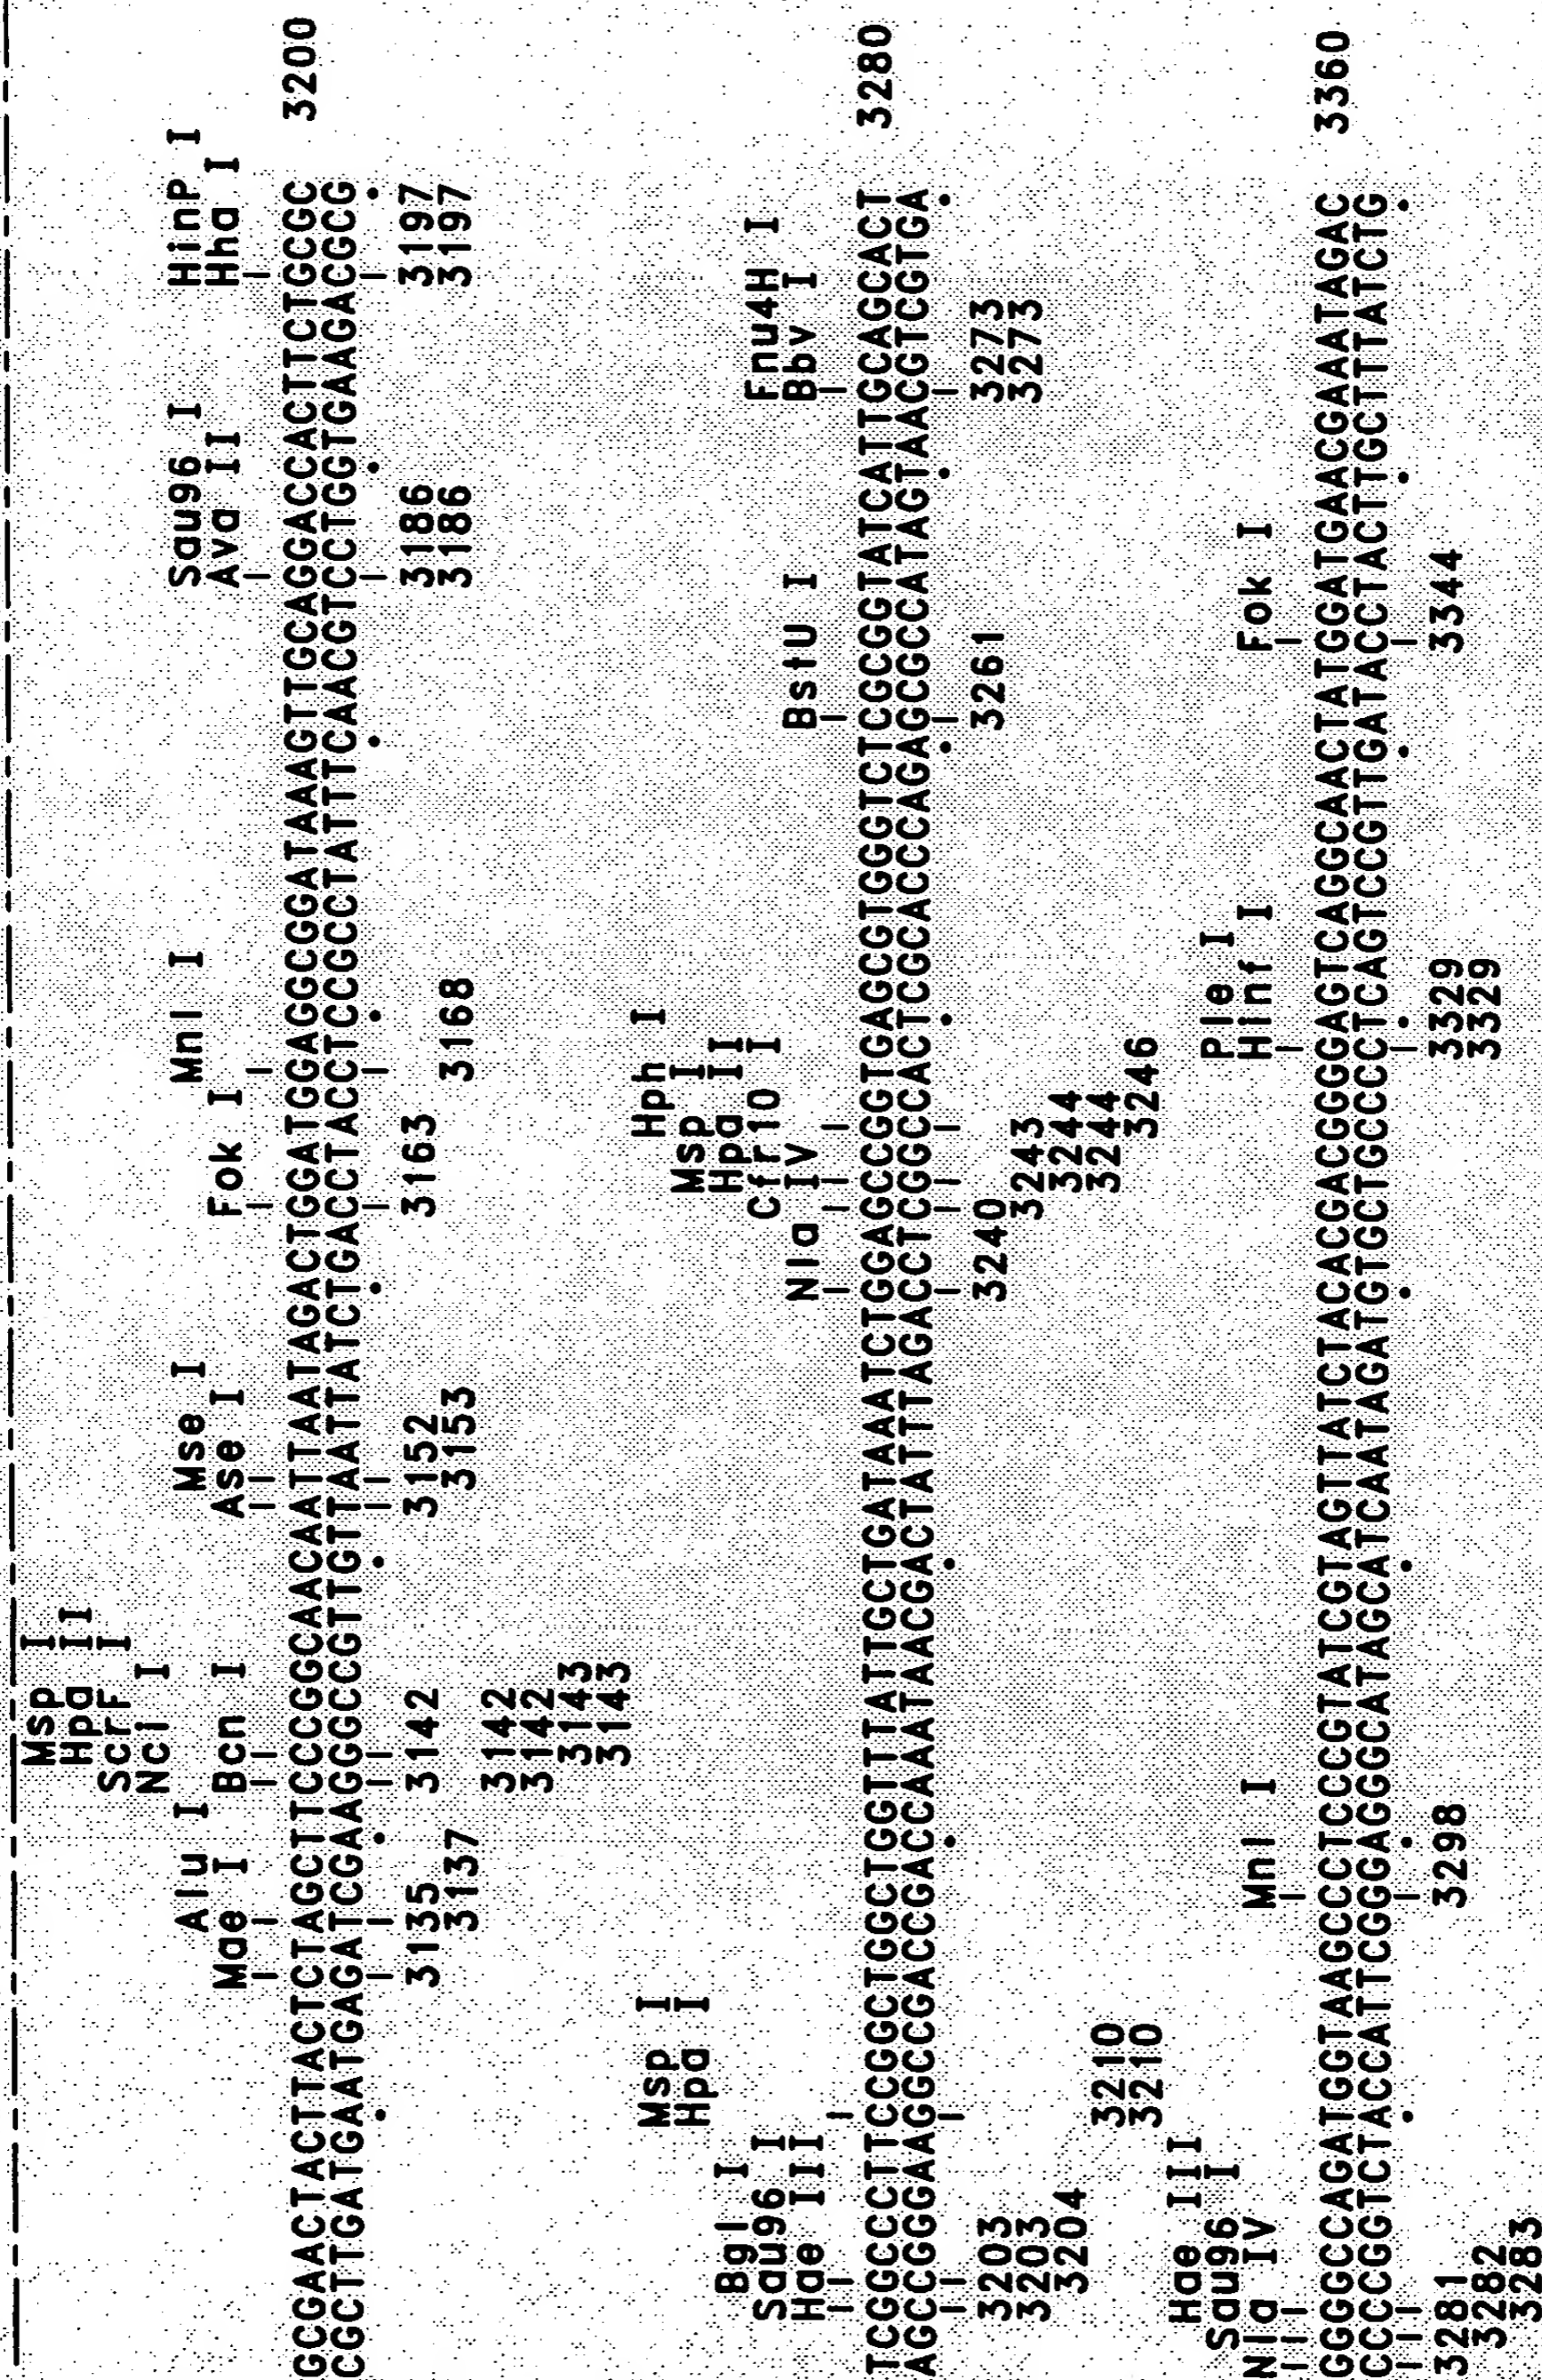 Msp I
Hpa II
ScrF I
Nci I
Alu I Mse I Mnl I Sau96 I HinP I
Mae I Bcn I Ase I Fok I Ava II Hha I
GCGAACTACTTACTCTAGCTTCCCGGCAACAATTAATAGACTGGATGGAGGCGGATAAAGTTGCAGGACCACTTCTGCGC 3200
CGCTTGATGAATGAGATCGAAGGGCCGTTGTTAATTATCTGACCTACCTCCGCCTATTTCAACGTCCTGGTGAAGACGCG
3135 3142 3152 3163 3186 3197
3137 3153 3168 3186 3197
3142
3142
3143
3143
Msp I Hph I
Hpa I Msp I
Bgl I Hpa II
Sau96 I Cfr10 I Fnu4H I
Hae III Nla IV BstU I Bbv I
TCGGCCCTTCCGGCTGGCTGGTTTATTGCTGATAAATCTGGAGCCGGTGAGCGTGGGTCTCGCGGTATCATTGCAGCACT 3280
AGCCGGGAAGGCCGACCGACCAAATAACGACTATTTAGACCTCGGCCACTCGCACCCAGAGCGCCATAGTAACGTCGTGA
3203 3240 3261 3273
3203 3243 3273
3204 3244
3210 3244
3210 3246
Hae III
Sau96 I Ple I
Nla IV Mnl I Hinf I Fok I
GGGGCCAGATGGTAAGCCCTCCCGTATCGTAGTTATCTACACGACGGGGAGTCAGGCAACTATGGATGAACGAAATAGAC 3360
CCCCGGTCTACCATTCGGGAGGGCATAGCATCAATAGATGTGCTGCCCCTCAGTCCGTTGATACCTACTTGCTTTATCTG
3281 3298 3329 3344
3282 3329
3283